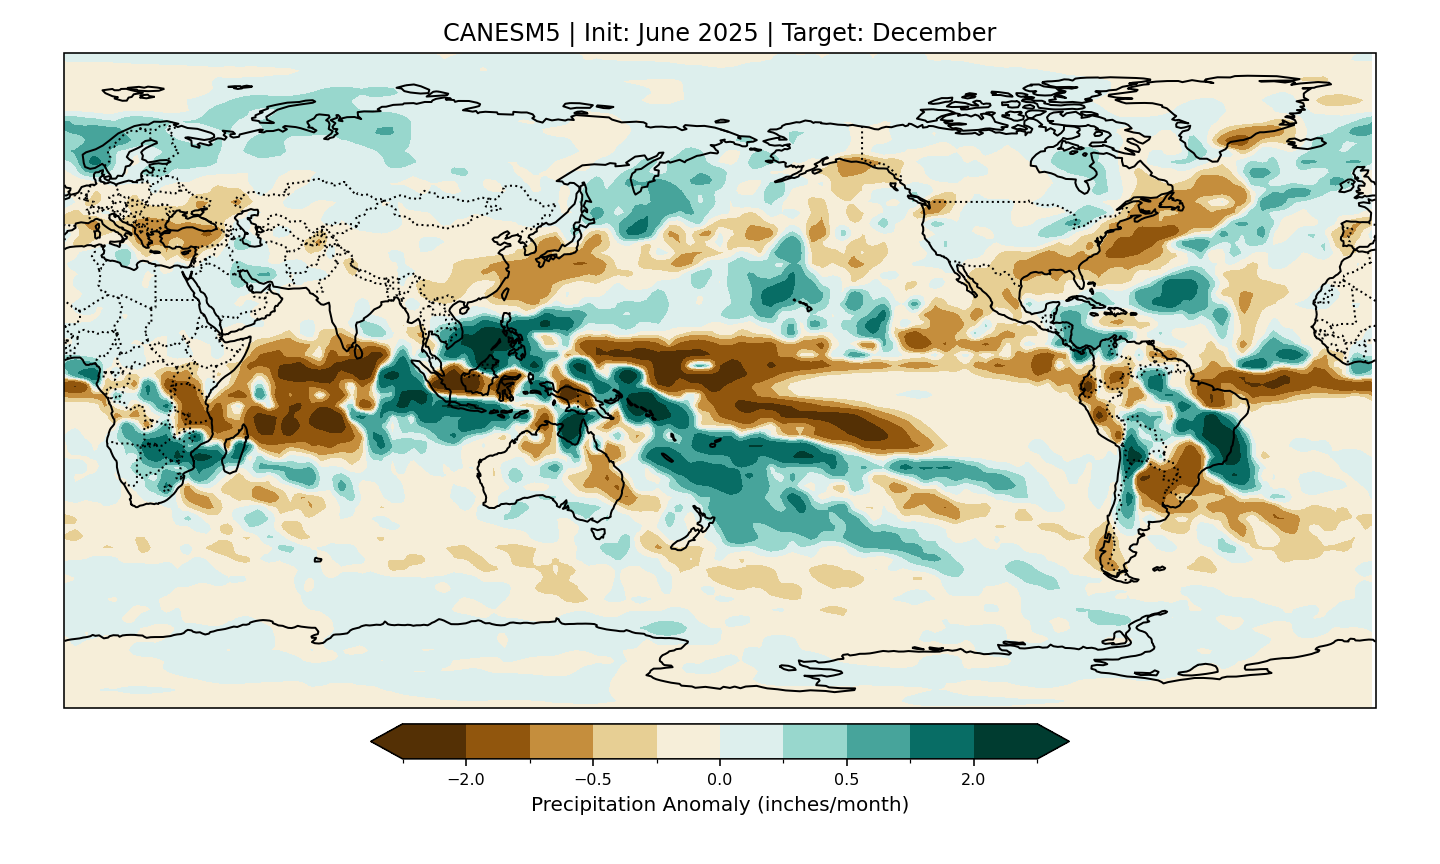 CANESM5 | Init: June 2025 | Target: December
−2.0 −0.5 0.0 0.5 2.0
Precipitation Anomaly (inches/month)